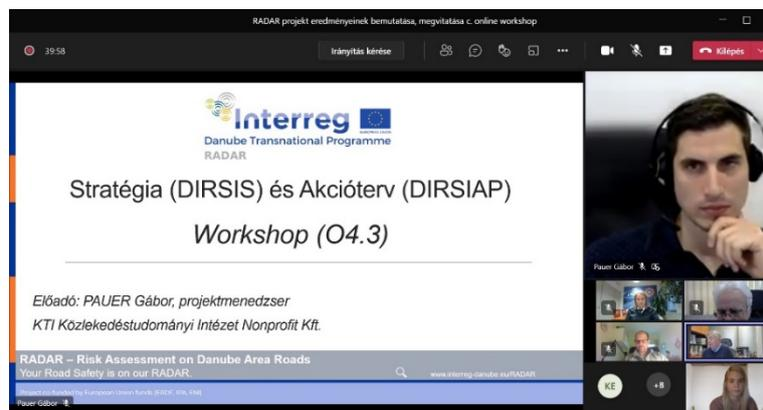 RADAR projekt eredményeinek bemutatása, megvitatása c. online workshop
39:58
Irányítás kérése
Kilépés
Interreg
EUROPEAN UNION
Danube Transnational Programme
RADAR
Stratégia (DIRSIS) és Akcióterv (DIRSIAP)
Workshop (O4.3)
Előadó: PAUER Gábor, projektmenedzser
KTI Közlekedéstudományi Intézet Nonprofit Kft.
RADAR – Risk Assessment on Danube Area Roads
Your Road Safety is on our RADAR.
www.interreg-danube.eu/RADAR
Project co-funded by European Union funds (ERDF, IPA, ENI)
Pauer Gábor
Pauer Gábor
KE
+8